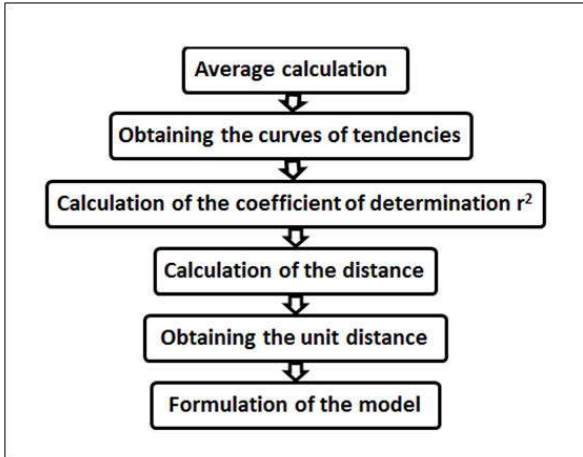 Average calculation
Obtaining the curves of tendencies
Calculation of the coefficient of determination r²
Calculation of the distance
Obtaining the unit distance
Formulation of the model